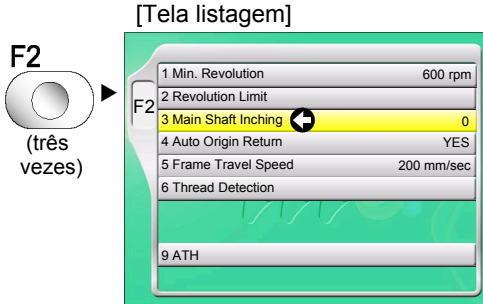 [Tela listagem]
F2
(três
vezes)
F2
1 Min. Revolution 600 rpm
2 Revolution Limit
3 Main Shaft Inching 0
4 Auto Origin Return YES
5 Frame Travel Speed 200 mm/sec
6 Thread Detection
9 ATH